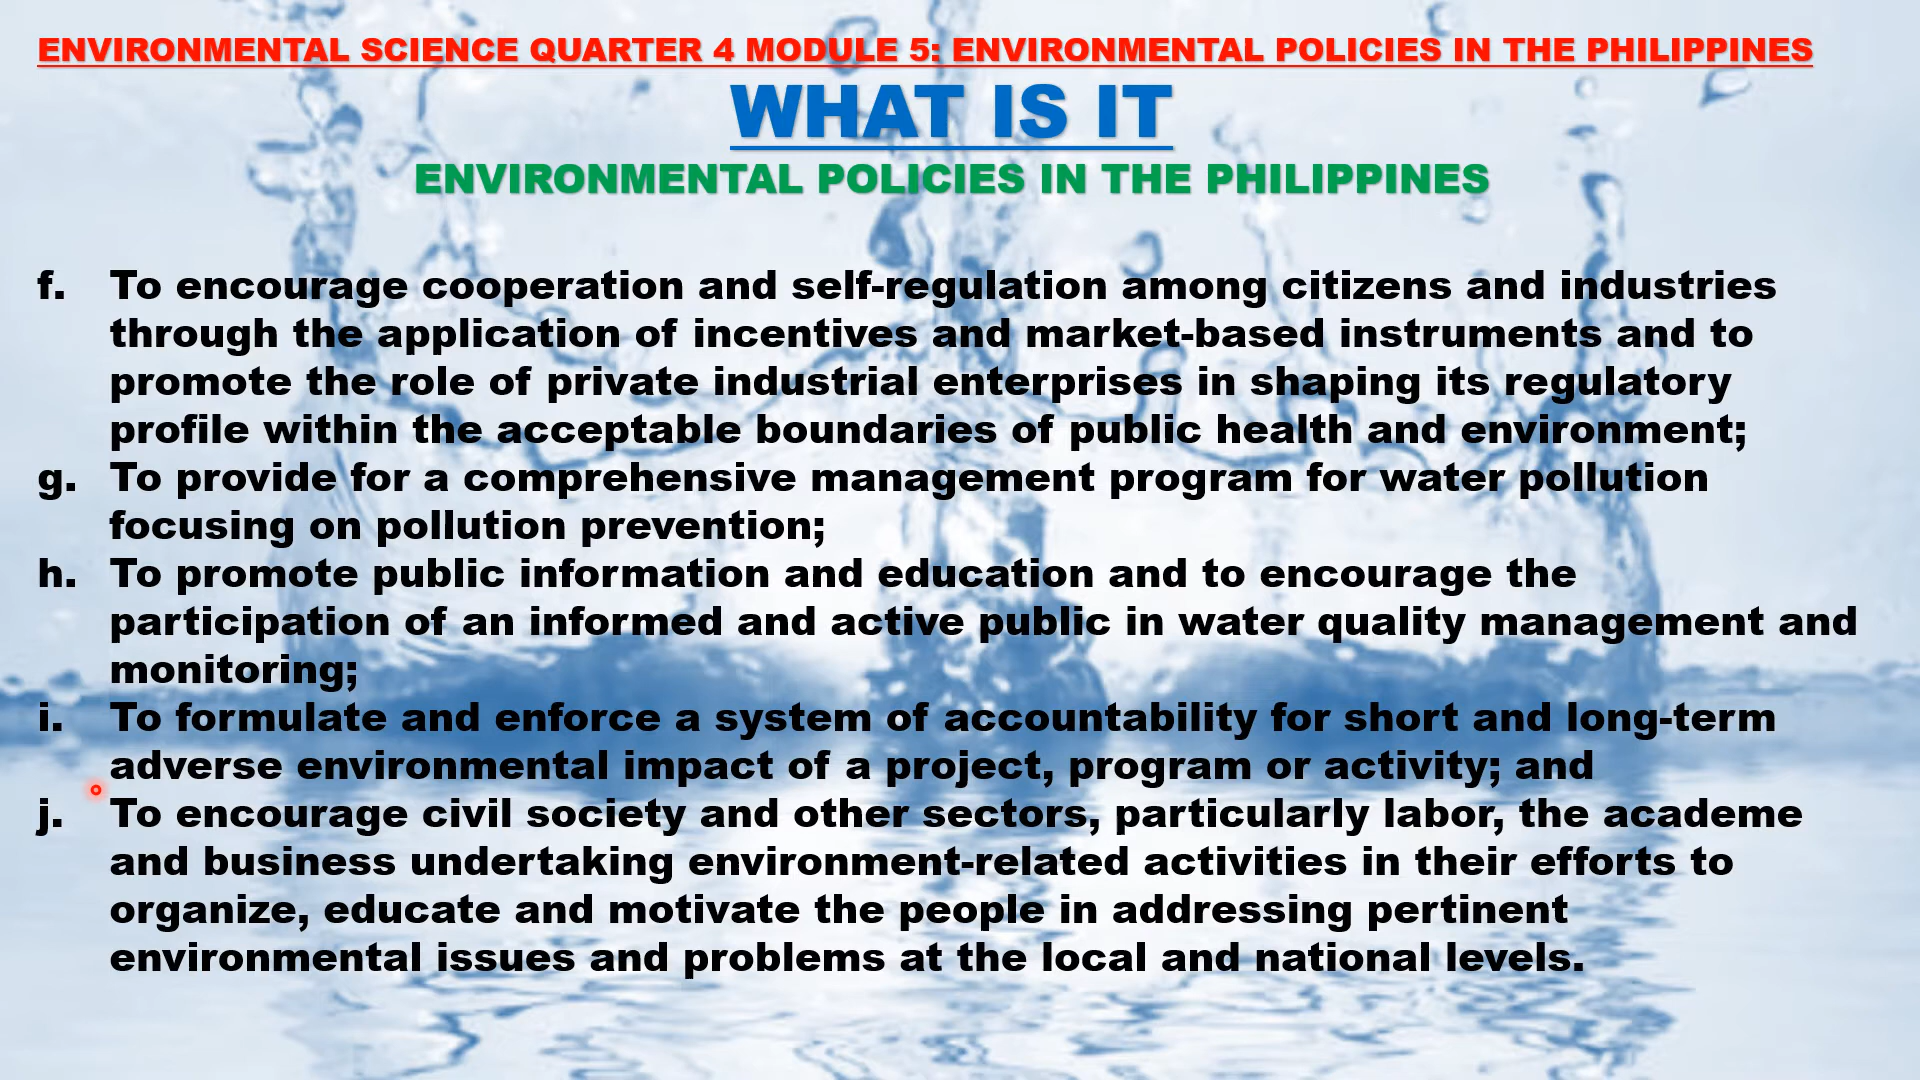 ENVIRONMENTAL SCIENCE QUARTER 4 MODULE 5: ENVIRONMENTAL POLICIES IN THE PHILIPPINES
WHAT IS IT
ENVIRONMENTAL POLICIES IN THE PHILIPPINES
f. To encourage cooperation and self-regulation among citizens and industries
through the application of incentives and market-based instruments and to
promote the role of private industrial enterprises in shaping its regulatory
profile within the acceptable boundaries of public health and environment;
g. To provide for a comprehensive management program for water pollution
focusing on pollution prevention;
h. To promote public information and education and to encourage the
participation of an informed and active public in water quality management and
monitoring;
i. To formulate and enforce a system of accountability for short and long-term
adverse environmental impact of a project, program or activity; and
j. To encourage civil society and other sectors, particularly labor, the academe
and business undertaking environment-related activities in their efforts to
organize, educate and motivate the people in addressing pertinent
environmental issues and problems at the local and national levels.